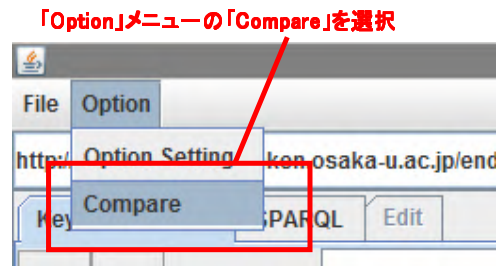 「Option」メニューの「Compare」を選択
File Option
Option Setting
osaka-u.ac.jp/end
Compare
SPARQL Edit